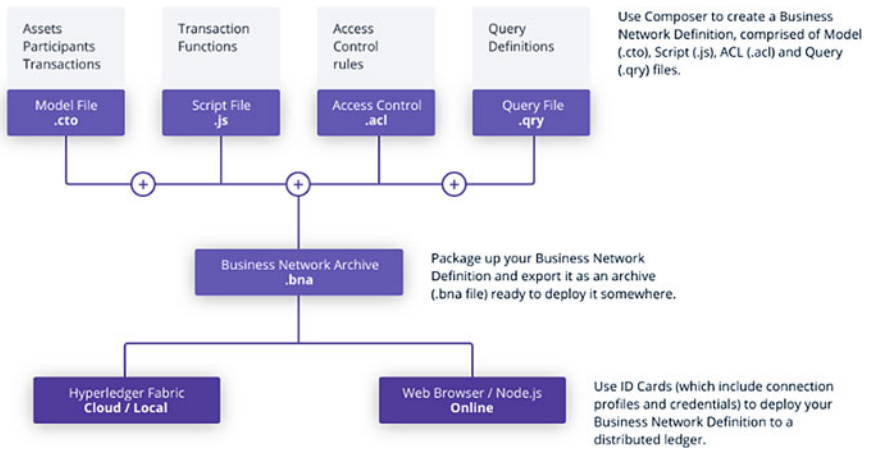 Assets
Participants
Transactions
Model File
.cto
Transaction
Functions
Script File
.js
Access
Control
rules
Access Control
.acl
Query
Definitions
Query File
.qry
Use Composer to create a Business
Network Definition, comprised of Model
(.cto), Script (.js), ACL (.acl) and Query
(.qry) files.
+
+
+
Business Network Archive
.bna
Package up your Business Network
Definition and export it as an archive
(.bna file) ready to deploy it somewhere.
Hyperledger Fabric
Cloud / Local
Web Browser / Node.js
Online
Use ID Cards (which include connection
profiles and credentials) to deploy your
Business Network Definition to a
distributed ledger.